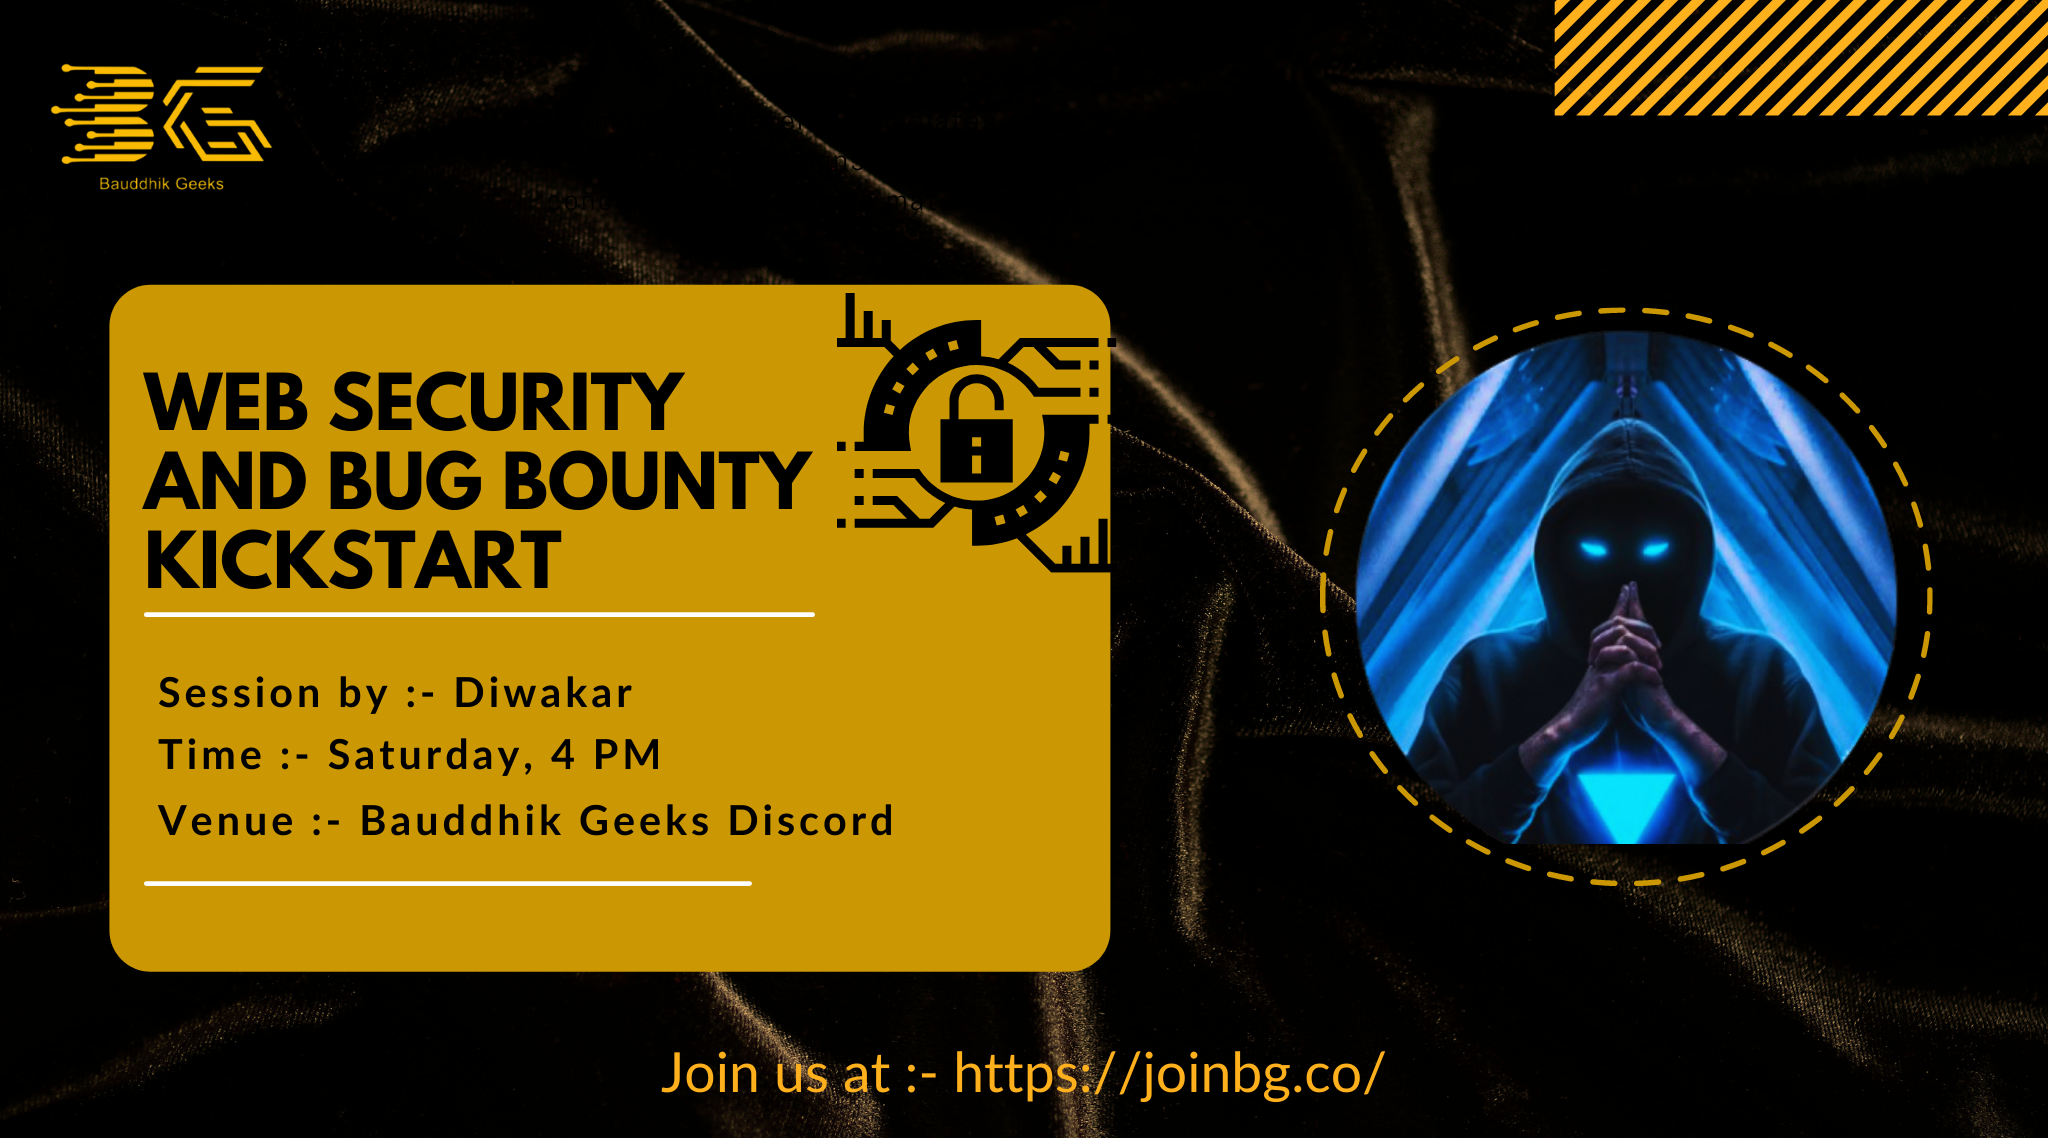 Bauddhik Geeks
WEB SECURITY
AND BUG BOUNTY
KICKSTART
Session by :- Diwakar
Time :- Saturday, 4 PM
Venue :- Bauddhik Geeks Discord
Join us at :- https://joinbg.co/